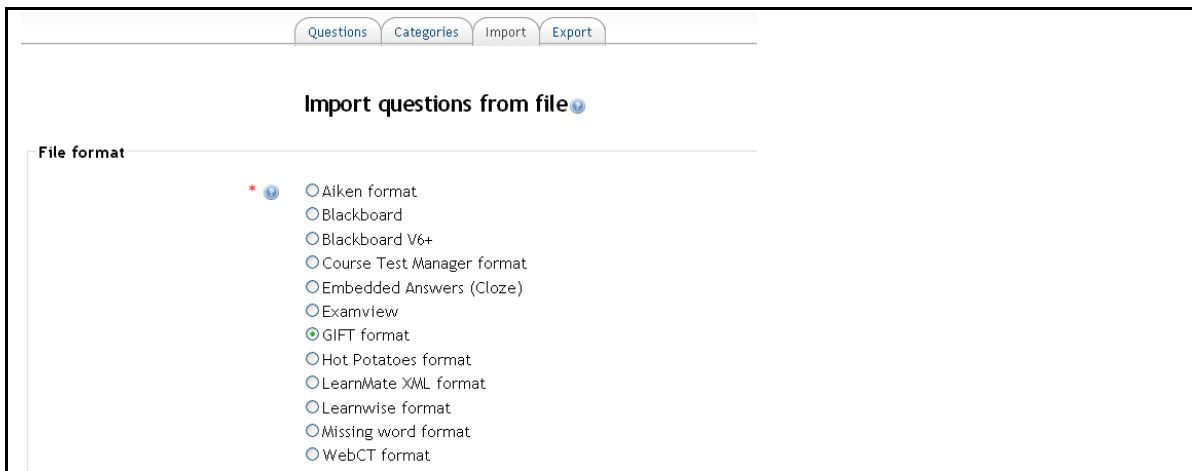 Questions Categories Import Export
Import questions from file
File format
* Aiken format
Blackboard
Blackboard V6+
Course Test Manager format
Embedded Answers (Cloze)
Examview
GIFT format
Hot Potatoes format
LearnMate XML format
Learnwise format
Missing word format
WebCT format